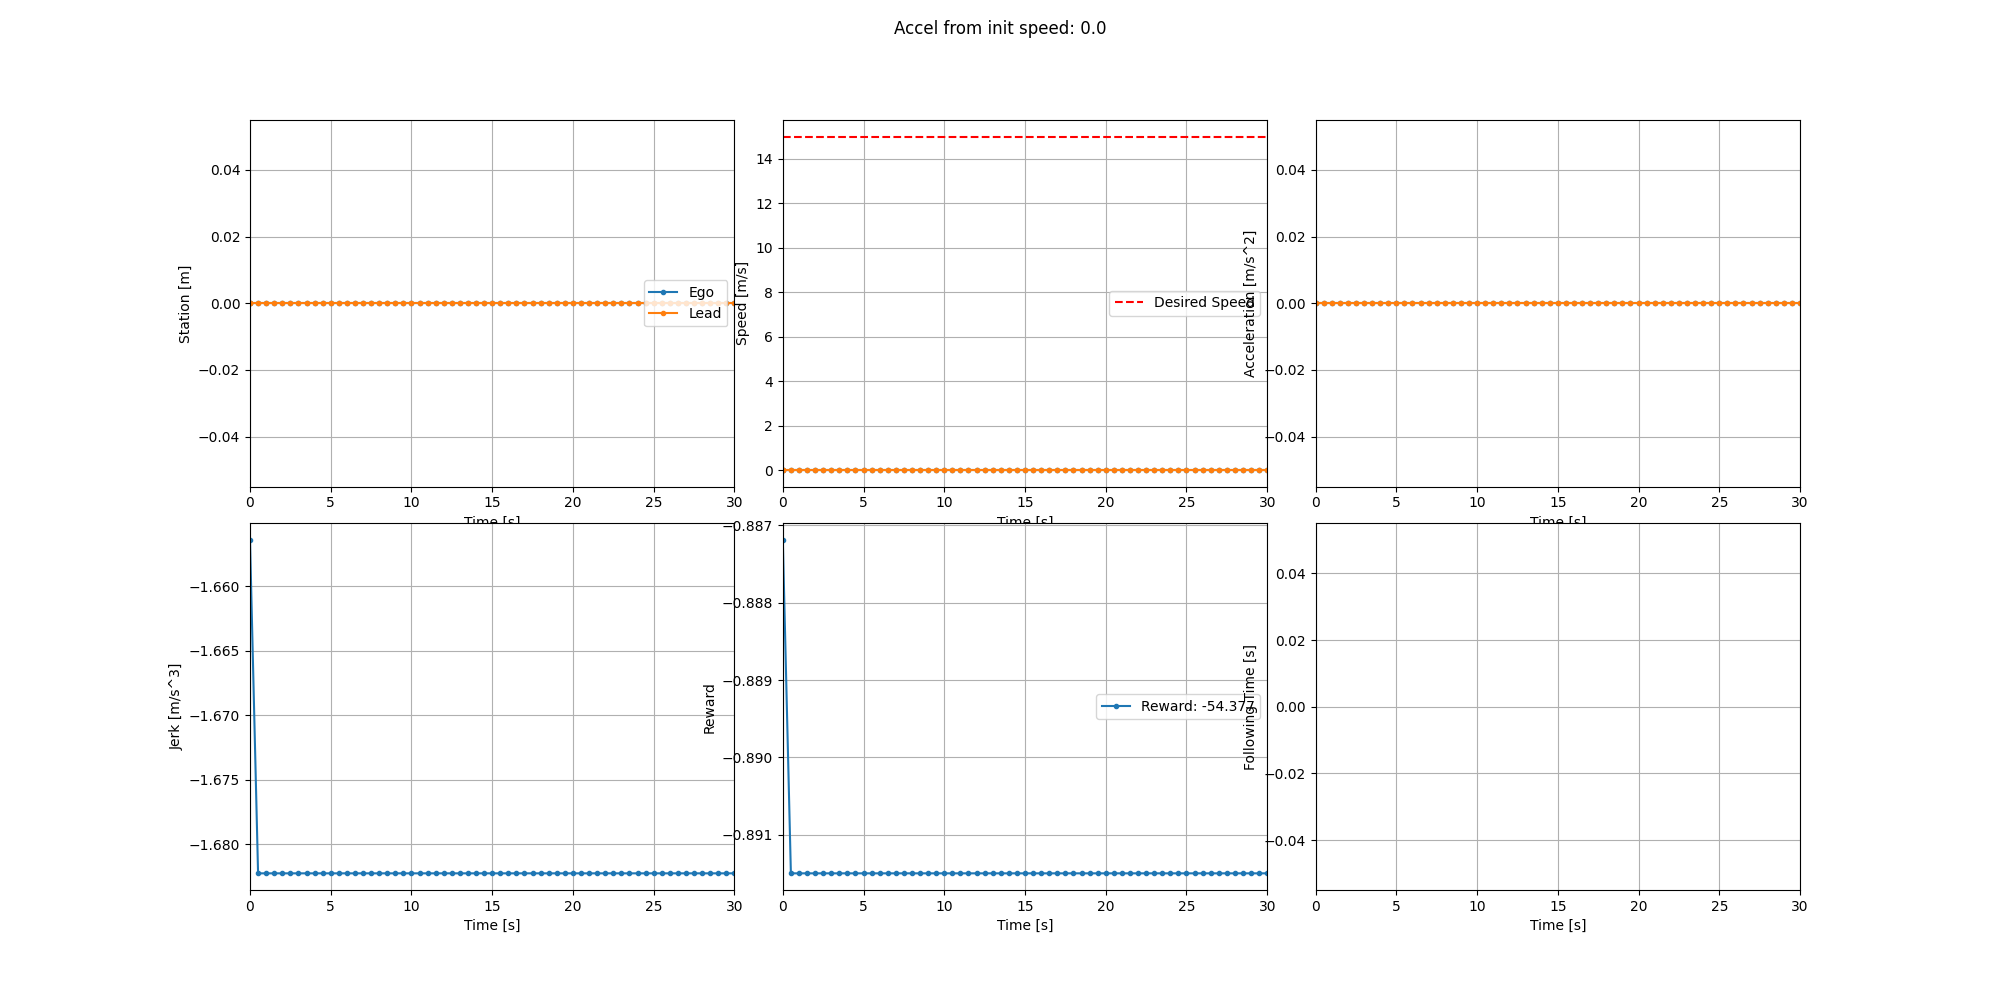 Accel from init speed: 0.0
Station [m]
0.04
0.02
0.00
−0.02
−0.04
Ego
Lead
0 5 10 15 20 25 30
Time [s]
Speed [m/s]
14
12
10
8
6
4
2
0
Desired Speed
0 5 10 15 20 25 30
Time [s]
Acceleration [m/s^2]
0.04
0.02
0.00
−0.02
−0.04
0 5 10 15 20 25 30
Time [s]
Jerk [m/s^3]
−1.660
−1.665
−1.670
−1.675
−1.680
0 5 10 15 20 25 30
Time [s]
Reward
−0.887
−0.888
−0.889
−0.890
−0.891
Reward: -54.377
0 5 10 15 20 25 30
Time [s]
Following Time [s]
0.04
0.02
0.00
−0.02
−0.04
0 5 10 15 20 25 30
Time [s]